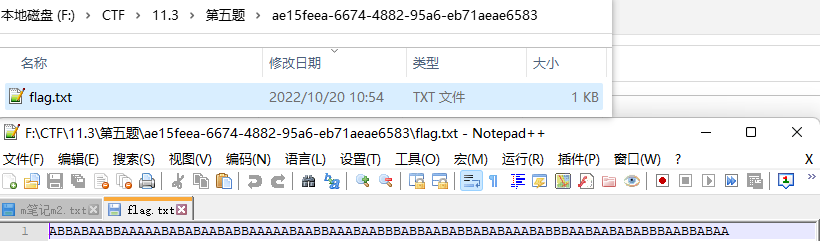 本地磁盘 (F:) › CTF › 11.3 › 第五题 › ae15feea-6674-4882-95a6-eb71aeae6583
名称 修改日期 类型 大小
flag.txt 2022/10/20 10:54 TXT 文件 1 KB
F:\CTF\11.3\第五题\ae15feea-6674-4882-95a6-eb71aeae6583\flag.txt - Notepad++
文件(F) 编辑(E) 搜索(S) 视图(V) 编码(N) 语言(L) 设置(T) 工具(O) 宏(M) 运行(R) 插件(P) 窗口(W) ? X
m笔记m2.txt flag.txt
1 ABBABAABBAAAAABABABAABABABBAAAAABAABBAAABAABBBABBAABABBABABABAAABABBBAABAABABABBBAABBABAA